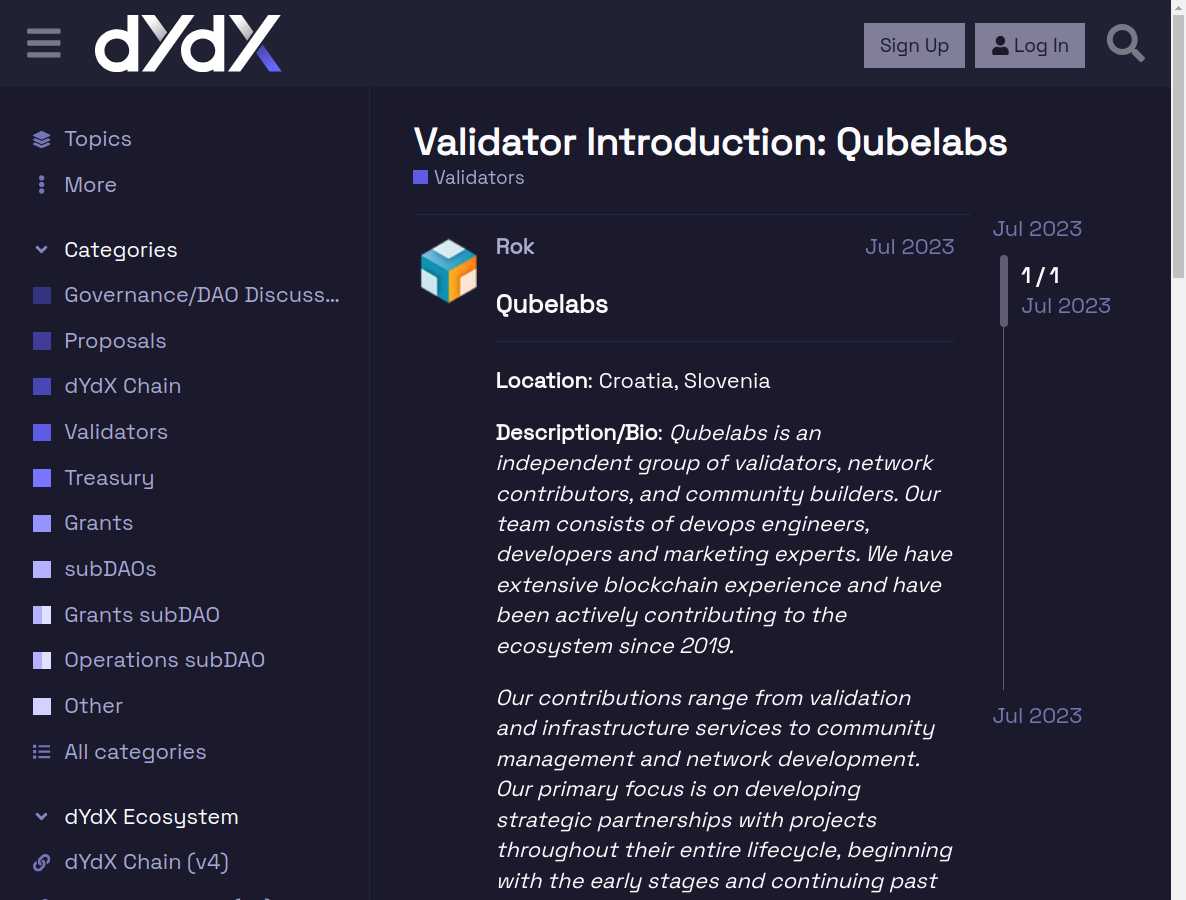 dYdX
Sign Up
Log In
Topics
More
Categories
Governance/DAO Discuss...
Proposals
dYdX Chain
Validators
Treasury
Grants
subDAOs
Grants subDAO
Operations subDAO
Other
All categories
dYdX Ecosystem
dYdX Chain (v4)
Validator Introduction: Qubelabs
Validators
Rok
Jul 2023
Qubelabs
Location: Croatia, Slovenia
Description/Bio: Qubelabs is an
independent group of validators, network
contributors, and community builders. Our
team consists of devops engineers,
developers and marketing experts. We have
extensive blockchain experience and have
been actively contributing to the
ecosystem since 2019.
Our contributions range from validation
and infrastructure services to community
management and network development.
Our primary focus is on developing
strategic partnerships with projects
throughout their entire lifecycle, beginning
with the early stages and continuing past
Jul 2023
1 / 1
Jul 2023
Jul 2023